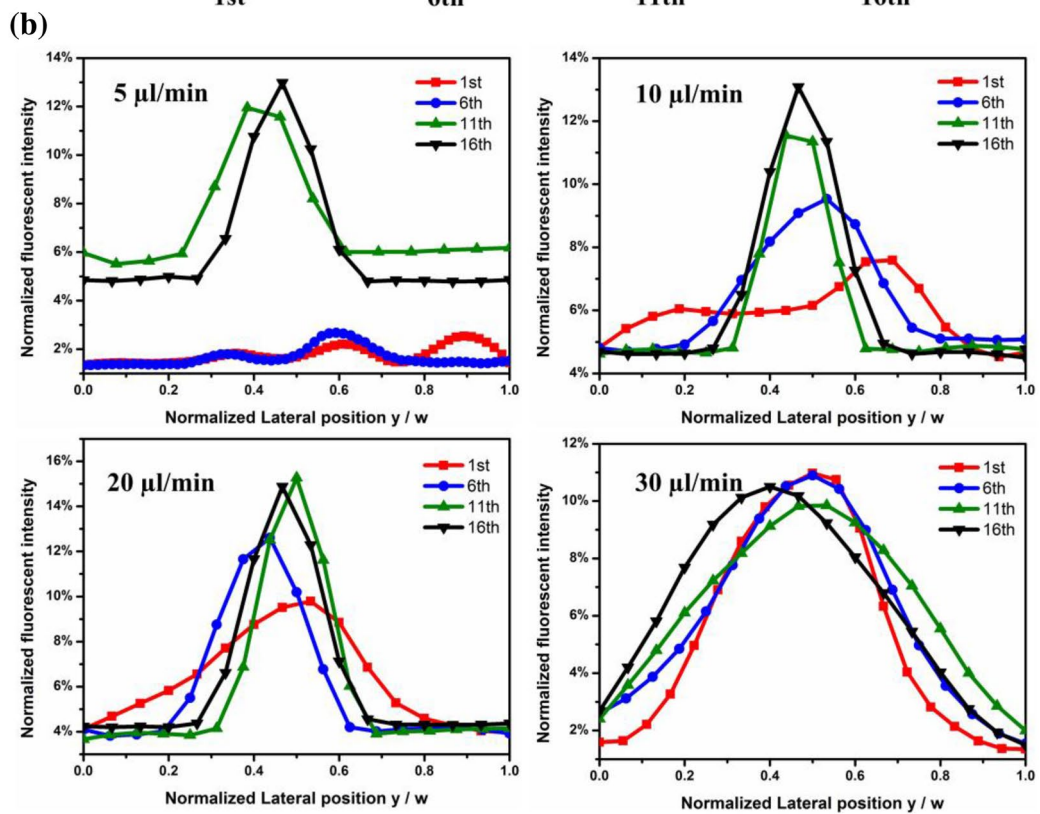 1st 6th 11th 16th
(b)
5 µl/min
1st
6th
11th
16th
14%
12%
10%
8%
6%
4%
2%
Normalized fluorescent intensity
0.0 0.2 0.4 0.6 0.8 1.0
Normalized Lateral position y / w
10 µl/min
1st
6th
11th
16th
14%
12%
10%
8%
6%
4%
Normalized fluorescent intensity
0.0 0.2 0.4 0.6 0.8 1.0
Normalized Lateral position y / w
20 µl/min
1st
6th
11th
16th
16%
14%
12%
10%
8%
6%
4%
Normalized fluorescent intensity
0.0 0.2 0.4 0.6 0.8 1.0
Normalized Lateral position y / w
30 µl/min
1st
6th
11th
16th
12%
10%
8%
6%
4%
2%
Normalized fluorescent intensity
0.0 0.2 0.4 0.6 0.8 1.0
Normalized Lateral position y / w